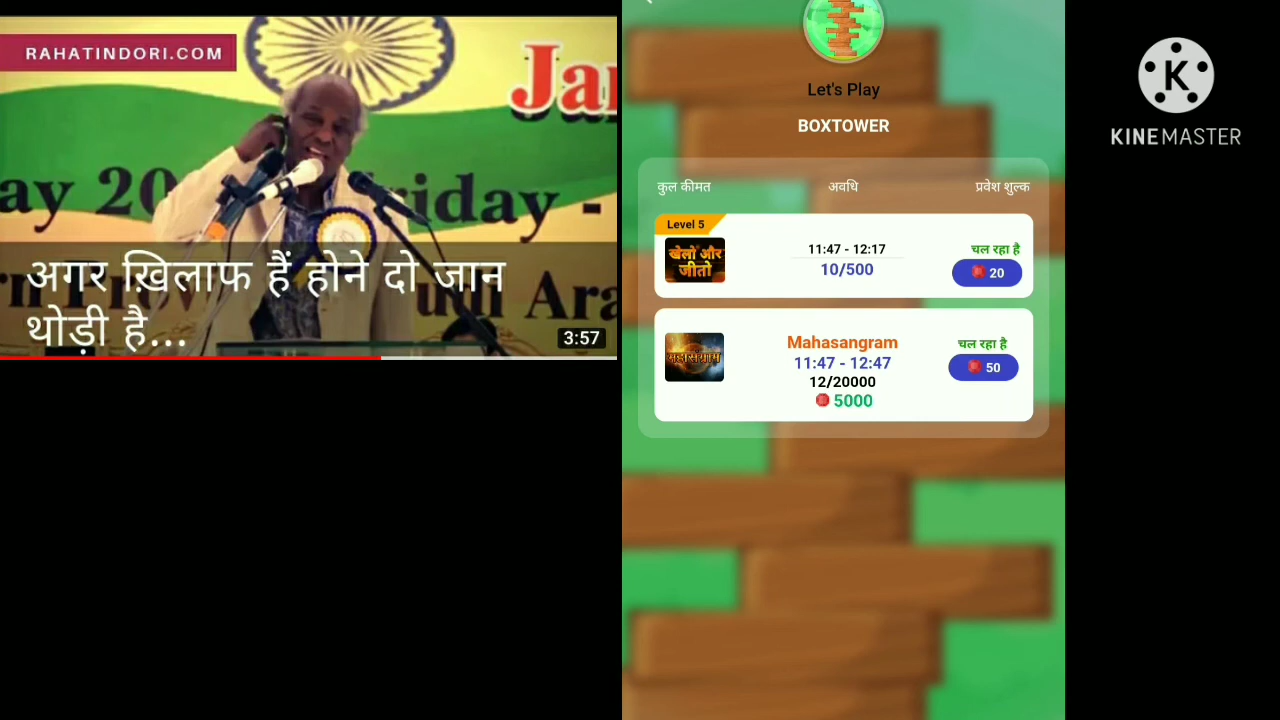 RAHATINDORI.COM
Ja
ay 20
riday -
अगर ख़िलाफ हैं होने दो जान
थोड़ी है...
3:57
Let's Play
BOXTOWER
कुल कीमत अवधि प्रवेश शुल्क
Level 5
खेलो और
जीतो
11:47 - 12:17
10/500
चल रहा है
20
महासंग्राम
Mahasangram
11:47 - 12:47
12/20000
5000
चल रहा है
50
K
KINEMASTER